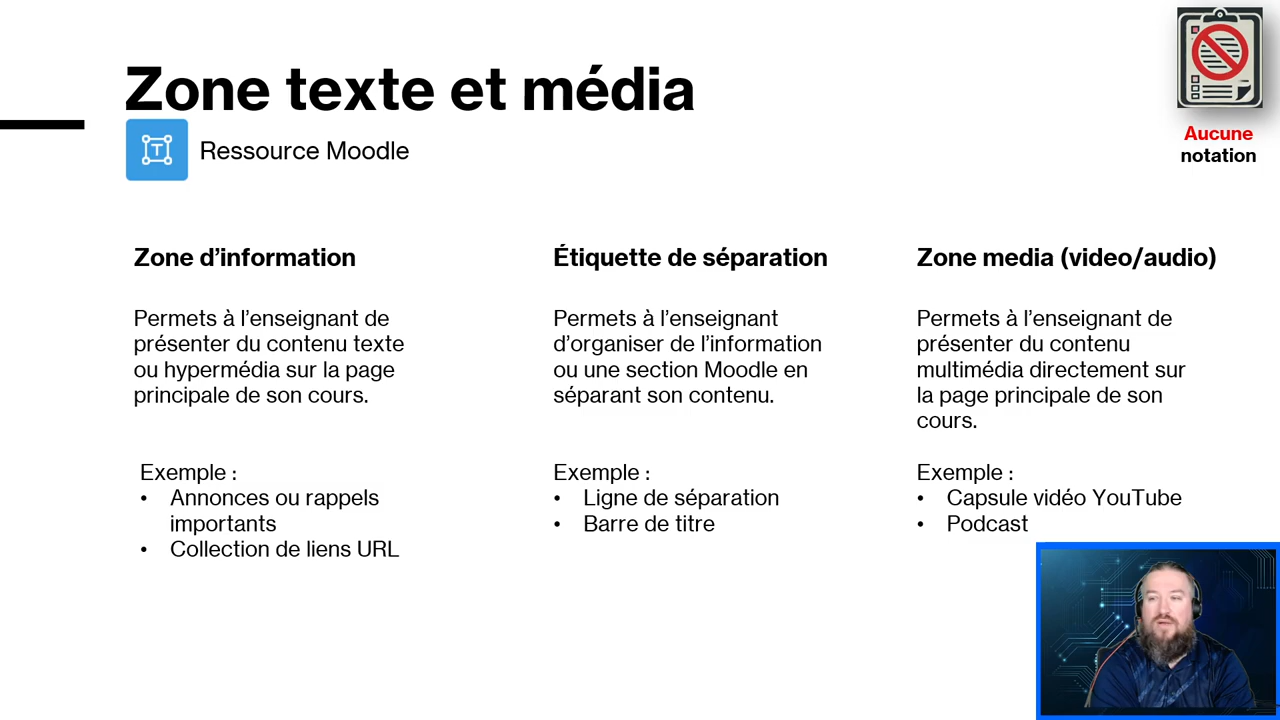 Zone texte et média
Ressource Moodle
Aucune
notation
Zone d’information
Permets à l’enseignant de
présenter du contenu texte
ou hypermédia sur la page
principale de son cours.
Exemple :
• Annonces ou rappels
importants
• Collection de liens URL
Étiquette de séparation
Permets à l’enseignant
d’organiser de l’information
ou une section Moodle en
séparant son contenu.
Exemple :
• Ligne de séparation
• Barre de titre
Zone media (video/audio)
Permets à l’enseignant de
présenter du contenu
multimédia directement sur
la page principale de son
cours.
Exemple :
• Capsule vidéo YouTube
• Podcast